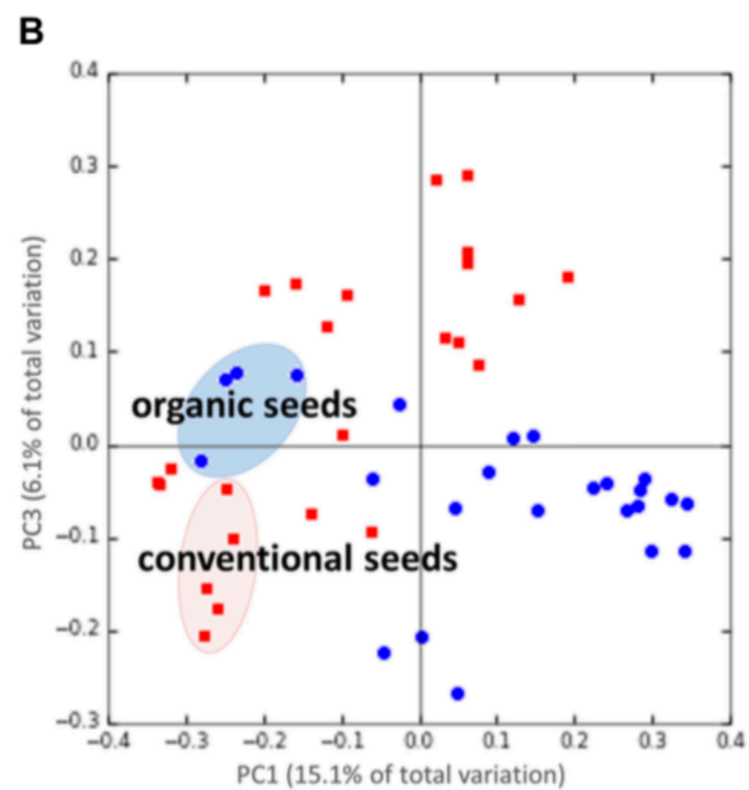 B
0.4
0.3
0.2
0.1
0.0
−0.1
−0.2
−0.3
PC3 (6.1% of total variation)
organic seeds
conventional seeds
−0.4 −0.3 −0.2 −0.1 0.0 0.1 0.2 0.3 0.4
PC1 (15.1% of total variation)